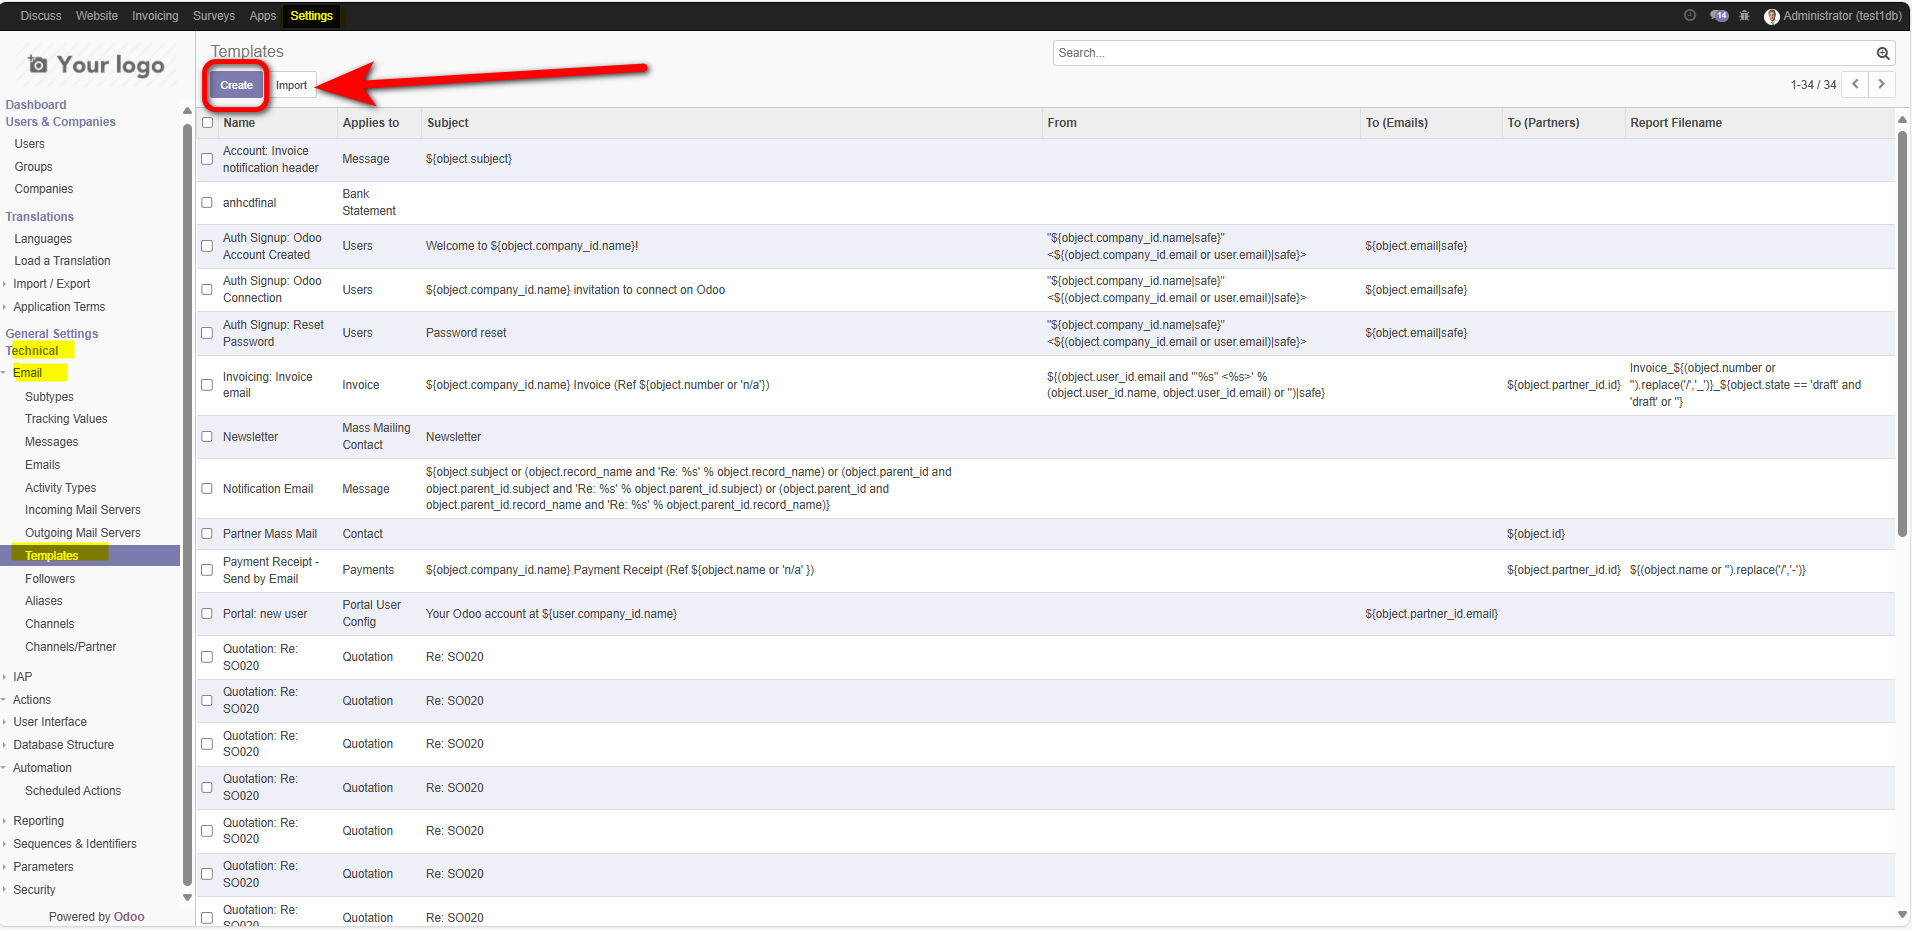 Discuss Website Invoicing Surveys Apps Settings
14 Administrator (test1db)
Your logo
Dashboard
Users & Companies
Users
Groups
Companies
Translations
Languages
Load a Translation
Import / Export
Application Terms
General Settings
Technical
Email
Subtypes
Tracking Values
Messages
Emails
Activity Types
Incoming Mail Servers
Outgoing Mail Servers
Templates
Followers
Aliases
Channels
Channels/Partner
IAP
Actions
User Interface
Database Structure
Automation
Scheduled Actions
Reporting
Sequences & Identifiers
Parameters
Security
Powered by Odoo
Templates
Search...
Create Import
1-34 / 34
Name Applies to Subject From To (Emails) To (Partners) Report Filename
Account: Invoice
notification header
Message
${object.subject}
anhcdfinal
Bank
Statement
Auth Signup: Odoo
Account Created
Users
Welcome to ${object.company_id.name}!
"${object.company_id.name|safe}"
<${(object.company_id.email or user.email)|safe}>
${object.email|safe}
Auth Signup: Odoo
Connection
Users
${object.company_id.name} invitation to connect on Odoo
"${object.company_id.name|safe}"
<${(object.company_id.email or user.email)|safe}>
${object.email|safe}
Auth Signup: Reset
Password
Users
Password reset
"${object.company_id.name|safe}"
<${(object.company_id.email or user.email)|safe}>
${object.email|safe}
Invoicing: Invoice
email
Invoice
${object.company_id.name} Invoice (Ref ${object.number or 'n/a'})
${(object.user_id.email and '"%s" <%s>' %
(object.user_id.name, object.user_id.email) or '')|safe}
${object.partner_id.id}
Invoice_${(object.number or
'').replace('/','_')}_${object.state == 'draft' and
'draft' or ''}
Newsletter
Mass Mailing
Contact
Newsletter
Notification Email
Message
${object.subject or (object.record_name and 'Re: %s' % object.record_name) or (object.parent_id and
object.parent_id.subject and 'Re: %s' % object.parent_id.subject) or (object.parent_id and
object.parent_id.record_name and 'Re: %s' % object.parent_id.record_name)}
Partner Mass Mail
Contact
${object.id}
Payment Receipt -
Send by Email
Payments
${object.company_id.name} Payment Receipt (Ref ${object.name or 'n/a' })
${object.partner_id.id}
${(object.name or '').replace('/','-')}
Portal: new user
Portal User
Config
Your Odoo account at ${user.company_id.name}
${object.partner_id.email}
Quotation: Re:
SO020
Quotation
Re: SO020
Quotation: Re:
SO020
Quotation
Re: SO020
Quotation: Re:
SO020
Quotation
Re: SO020
Quotation: Re:
SO020
Quotation
Re: SO020
Quotation: Re:
SO020
Quotation
Re: SO020
Quotation: Re:
SO020
Quotation
Re: SO020
Quotation: Re:
SO020
Quotation
Re: SO020